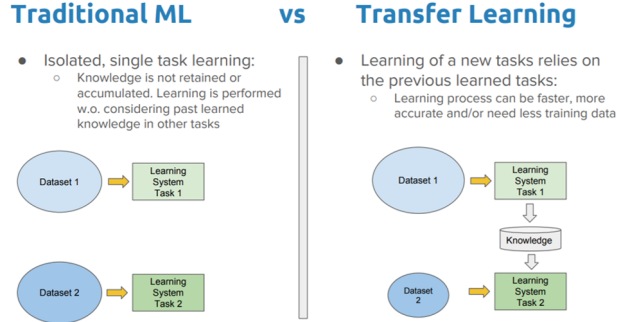 Traditional ML vs Transfer Learning
● Isolated, single task learning:
○ Knowledge is not retained or
accumulated. Learning is performed
w.o. considering past learned
knowledge in other tasks
Dataset 1
Learning
System
Task 1
Dataset 2
Learning
System
Task 2
● Learning of a new tasks relies on
the previous learned tasks:
○ Learning process can be faster, more
accurate and/or need less training data
Dataset 1
Learning
System
Task 1
Knowledge
Dataset
2
Learning
System
Task 2